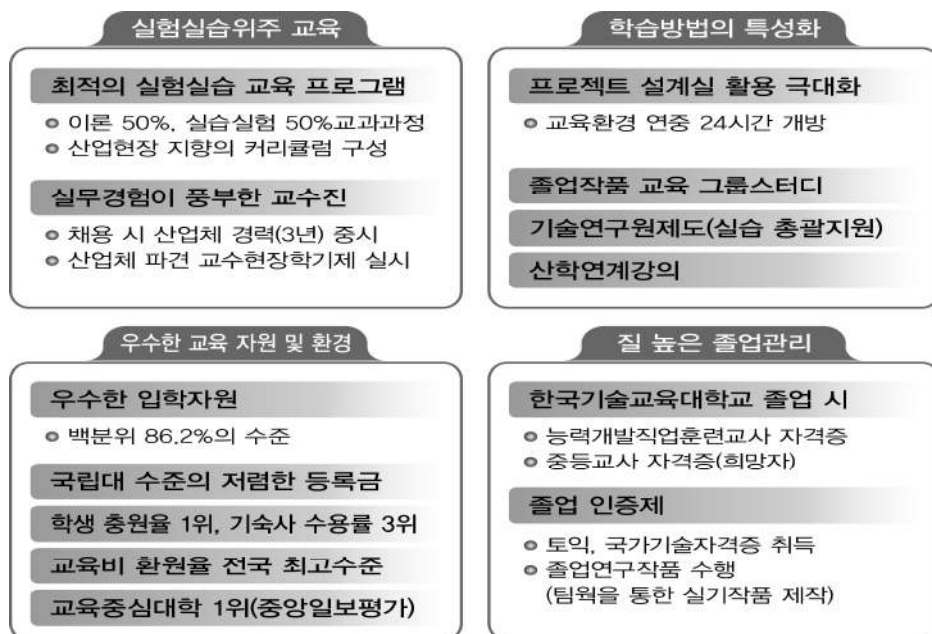 실험실습위주 교육
최적의 실험실습 교육 프로그램
이론 50%, 실습실험 50%교과과정
산업현장 지향의 커리큘럼 구성
실무경험이 풍부한 교수진
채용 시 산업체 경력(3년) 중시
산업체 파견 교수현장학기제 실시
학습방법의 특성화
프로젝트 설계실 활용 극대화
교육환경 연중 24시간 개방
졸업작품 교육 그룹스터디
기술연구원제도(실습 총괄지원)
산학연계강의
우수한 교육 자원 및 환경
우수한 입학자원
백분위 86.2%의 수준
국립대 수준의 저렴한 등록금
학생 충원율 1위, 기숙사 수용률 3위
교육비 환원율 전국 최고수준
교육중심대학 1위(중앙일보평가)
질 높은 졸업관리
한국기술교육대학교 졸업 시
능력개발직업훈련교사 자격증
중등교사 자격증(희망자)
졸업 인증제
토익, 국가기술자격증 취득
졸업연구작품 수행
(팀웍을 통한 실기작품 제작)